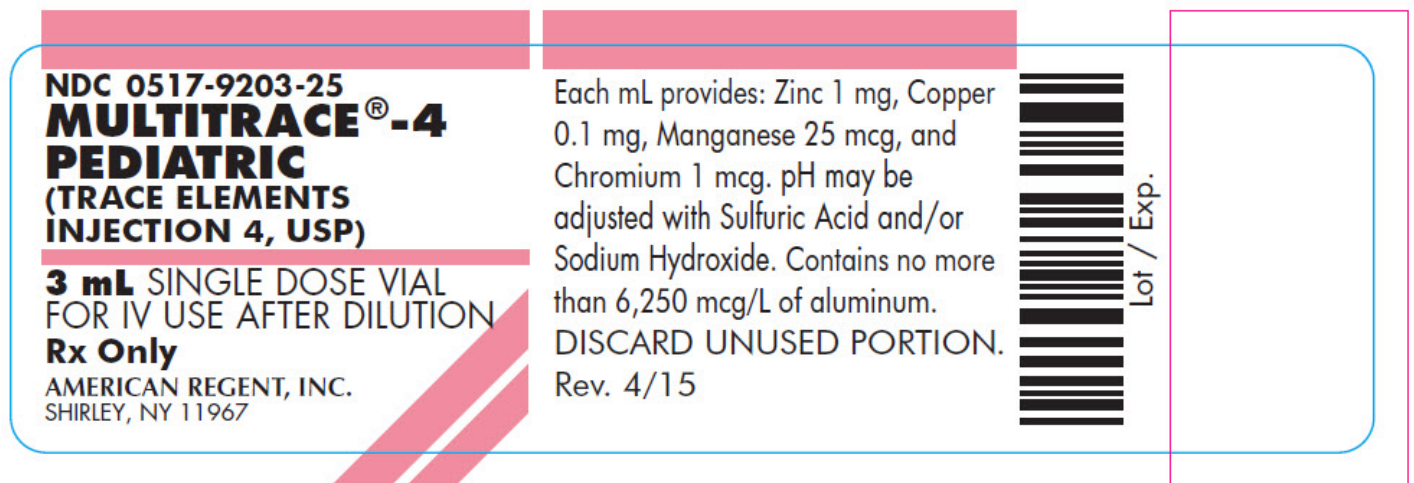 NDC 0517-9203-25
MULTITRACE®-4
PEDIATRIC
(TRACE ELEMENTS
INJECTION 4, USP)
3 mL SINGLE DOSE VIAL
FOR IV USE AFTER DILUTION
Rx Only
AMERICAN REGENT, INC.
SHIRLEY, NY 11967
Each mL provides: Zinc 1 mg, Copper
0.1 mg, Manganese 25 mcg, and
Chromium 1 mcg. pH may be
adjusted with Sulfuric Acid and/or
Sodium Hydroxide. Contains no more
than 6,250 mcg/L of aluminum.
DISCARD UNUSED PORTION.
Rev. 4/15
Lot / Exp.